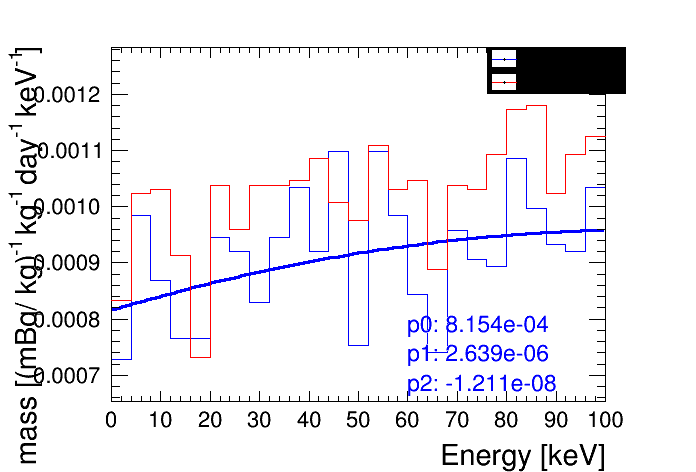 mass [(mBq/ kg)⁻¹ kg⁻¹ day⁻¹ keV⁻¹]
0.0012
0.0011
0.0010
0.0009
0.0008
0.0007
p0: 8.154e-04
p1: 2.639e-06
p2: -1.211e-08
0 10 20 30 40 50 60 70 80 90 100
Energy [keV]